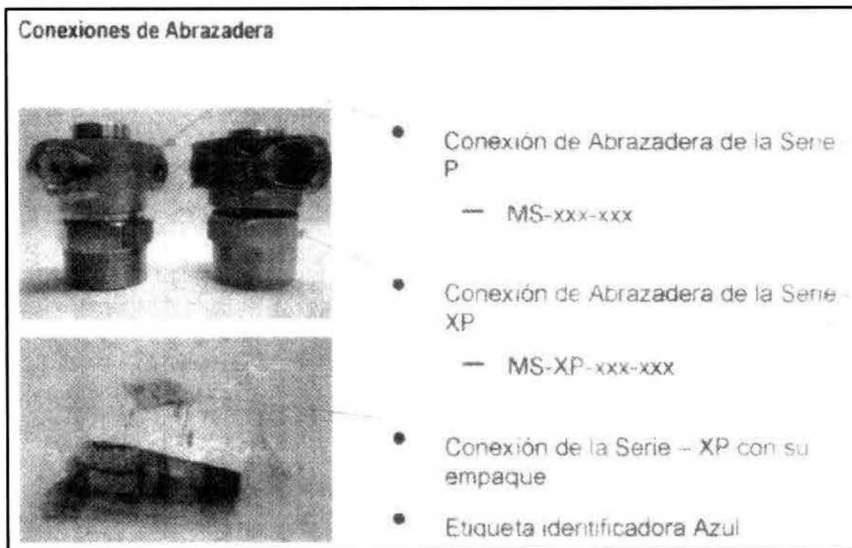 Conexiones de Abrazadera
• Conexión de Abrazadera de la Serie -
P
— MS-xxx-xxx
• Conexión de Abrazadera de la Serie -
XP
— MS-XP-xxx-xxx
• Conexión de la Serie – XP con su
empaque
• Etiqueta identificadora Azul